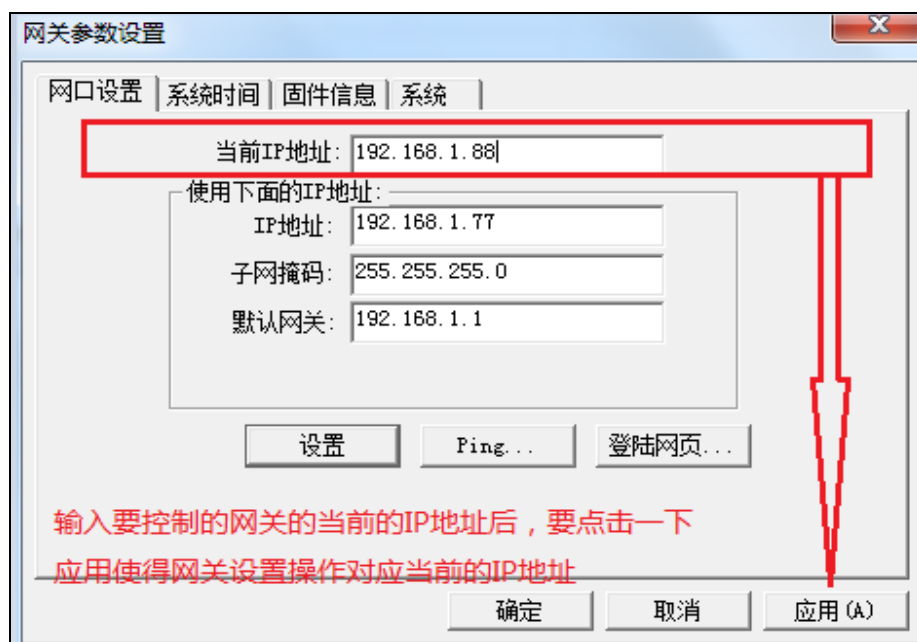 网关参数设置
网口设置 系统时间 固件信息 系统
当前IP地址: 192.168.1.88
使用下面的IP地址:
IP地址: 192.168.1.77
子网掩码: 255.255.255.0
默认网关: 192.168.1.1
设置 Ping... 登陆网页...
输入要控制的网关的当前的IP地址后，要点击一下
应用使得网关设置操作对应当前的IP地址
确定 取消 应用(A)